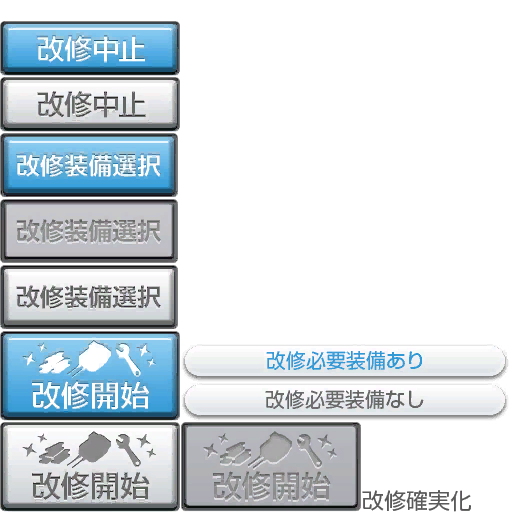 改修中止
改修中止
改修装備選択
改修装備選択
改修装備選択
改修開始
改修必要装備あり
改修必要装備なし
改修開始
改修開始
改修確実化